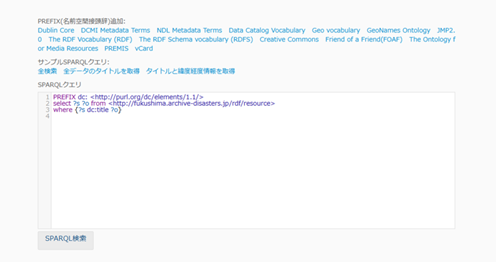 PREFIX(名前空間接頭辞)追加:
Dublin Core DCMI Metadata Terms NDL Metadata Terms Data Catalog Vocabulary Geo vocabulary GeoNames Ontology JMP2.
0 The RDF Vocabulary (RDF) The RDF Schema vocabulary (RDFS) Creative Commons Friend of a Friend(FOAF) The Ontology f
or Media Resources PREMIS vCard
サンプルSPARQLクエリ:
全検索 全データのタイトルを取得 タイトルと緯度経度情報を取得
SPARQLクエリ
1 PREFIX dc: <http://purl.org/dc/elements/1.1/>
2 select ?s ?o from <http://fukushima.archive-disasters.jp/rdf/resource>
3 where {?s dc:title ?o}
4
SPARQL検索